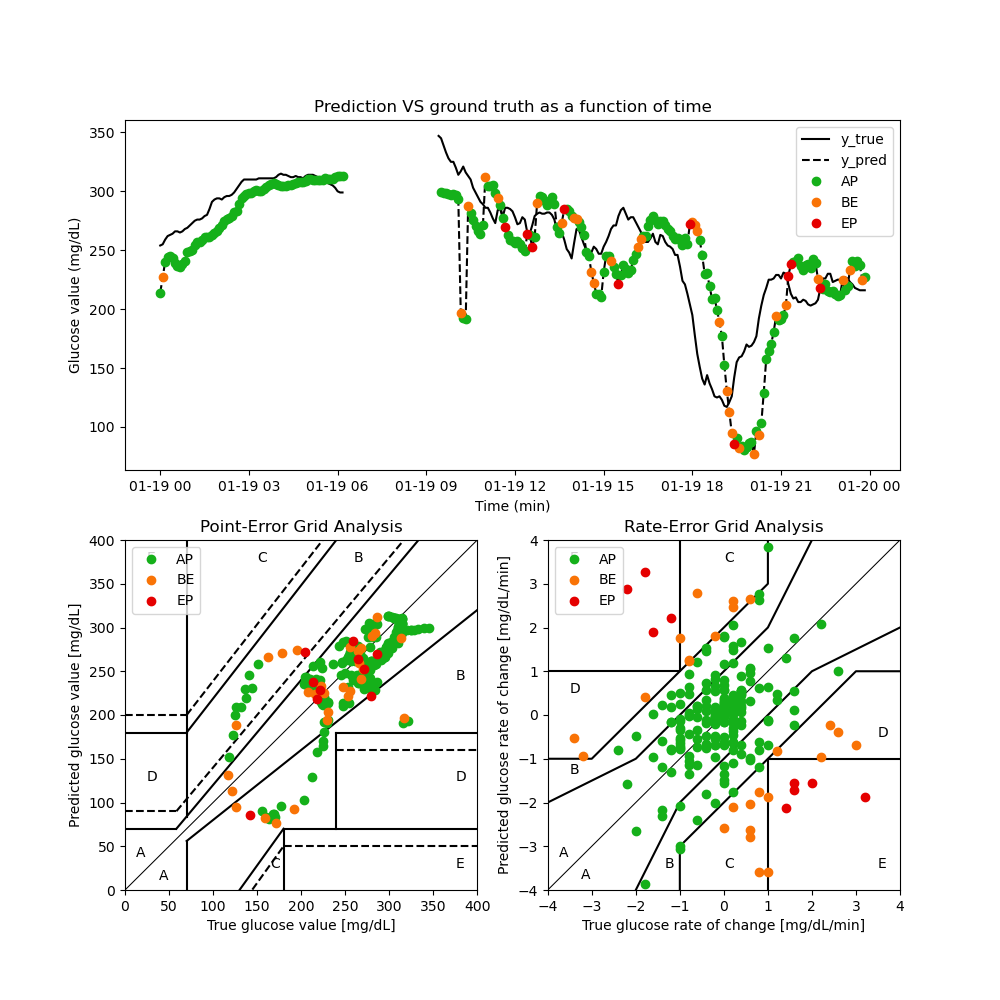 Prediction VS ground truth as a function of time
Glucose value (mg/dL)
350
300
250
200
150
100
y_true
y_pred
AP
BE
EP
01-19 00 01-19 03 01-19 06 01-19 09 01-19 12 01-19 15 01-19 18 01-19 21 01-20 00
Time (min)
Point-Error Grid Analysis
Predicted glucose value [mg/dL]
400
350
300
250
200
150
100
50
0
AP
BE
EP
C
B
B
D
D
A
A
C
E
0 50 100 150 200 250 300 350 400
True glucose value [mg/dL]
Rate-Error Grid Analysis
Predicted glucose rate of change [mg/dL/min]
4
3
2
1
0
−1
−2
−3
−4
AP
BE
EP
C
D
D
B
A
A
B
C
E
−4 −3 −2 −1 0 1 2 3 4
True glucose rate of change [mg/dL/min]